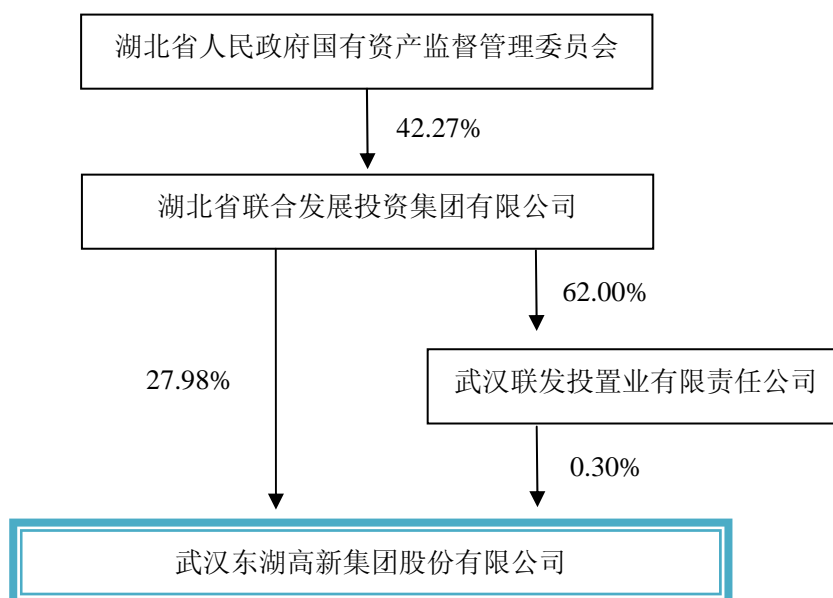 湖北省人民政府国有资产监督管理委员会
42.27%
湖北省联合发展投资集团有限公司
62.00%
27.98%
武汉联发投置业有限责任公司
0.30%
武汉东湖高新集团股份有限公司